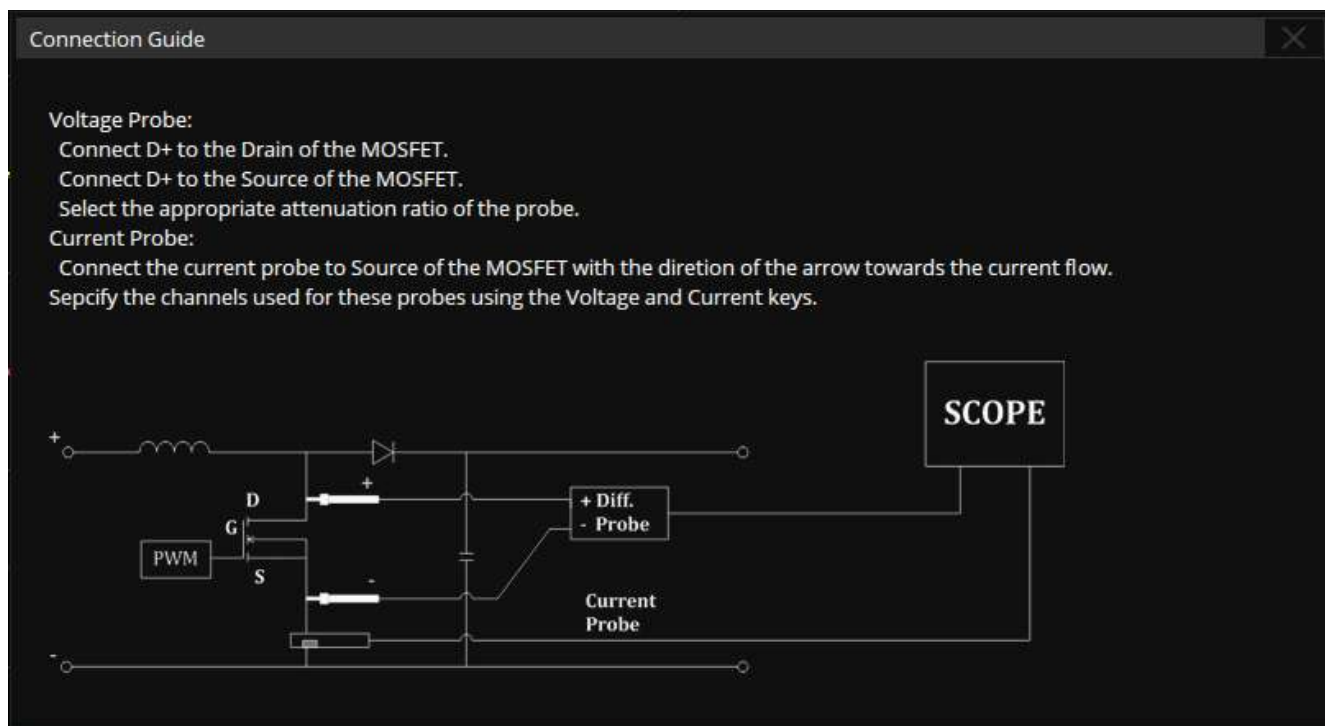 Connection Guide
Voltage Probe:
Connect D+ to the Drain of the MOSFET.
Connect D+ to the Source of the MOSFET.
Select the appropriate attenuation ratio of the probe.
Current Probe:
Connect the current probe to Source of the MOSFET with the diretion of the arrow towards the current flow.
Sepcify the channels used for these probes using the Voltage and Current keys.
SCOPE
+
+
D
+ Diff.
G
- Probe
PWM
S
-
Current
Probe
-